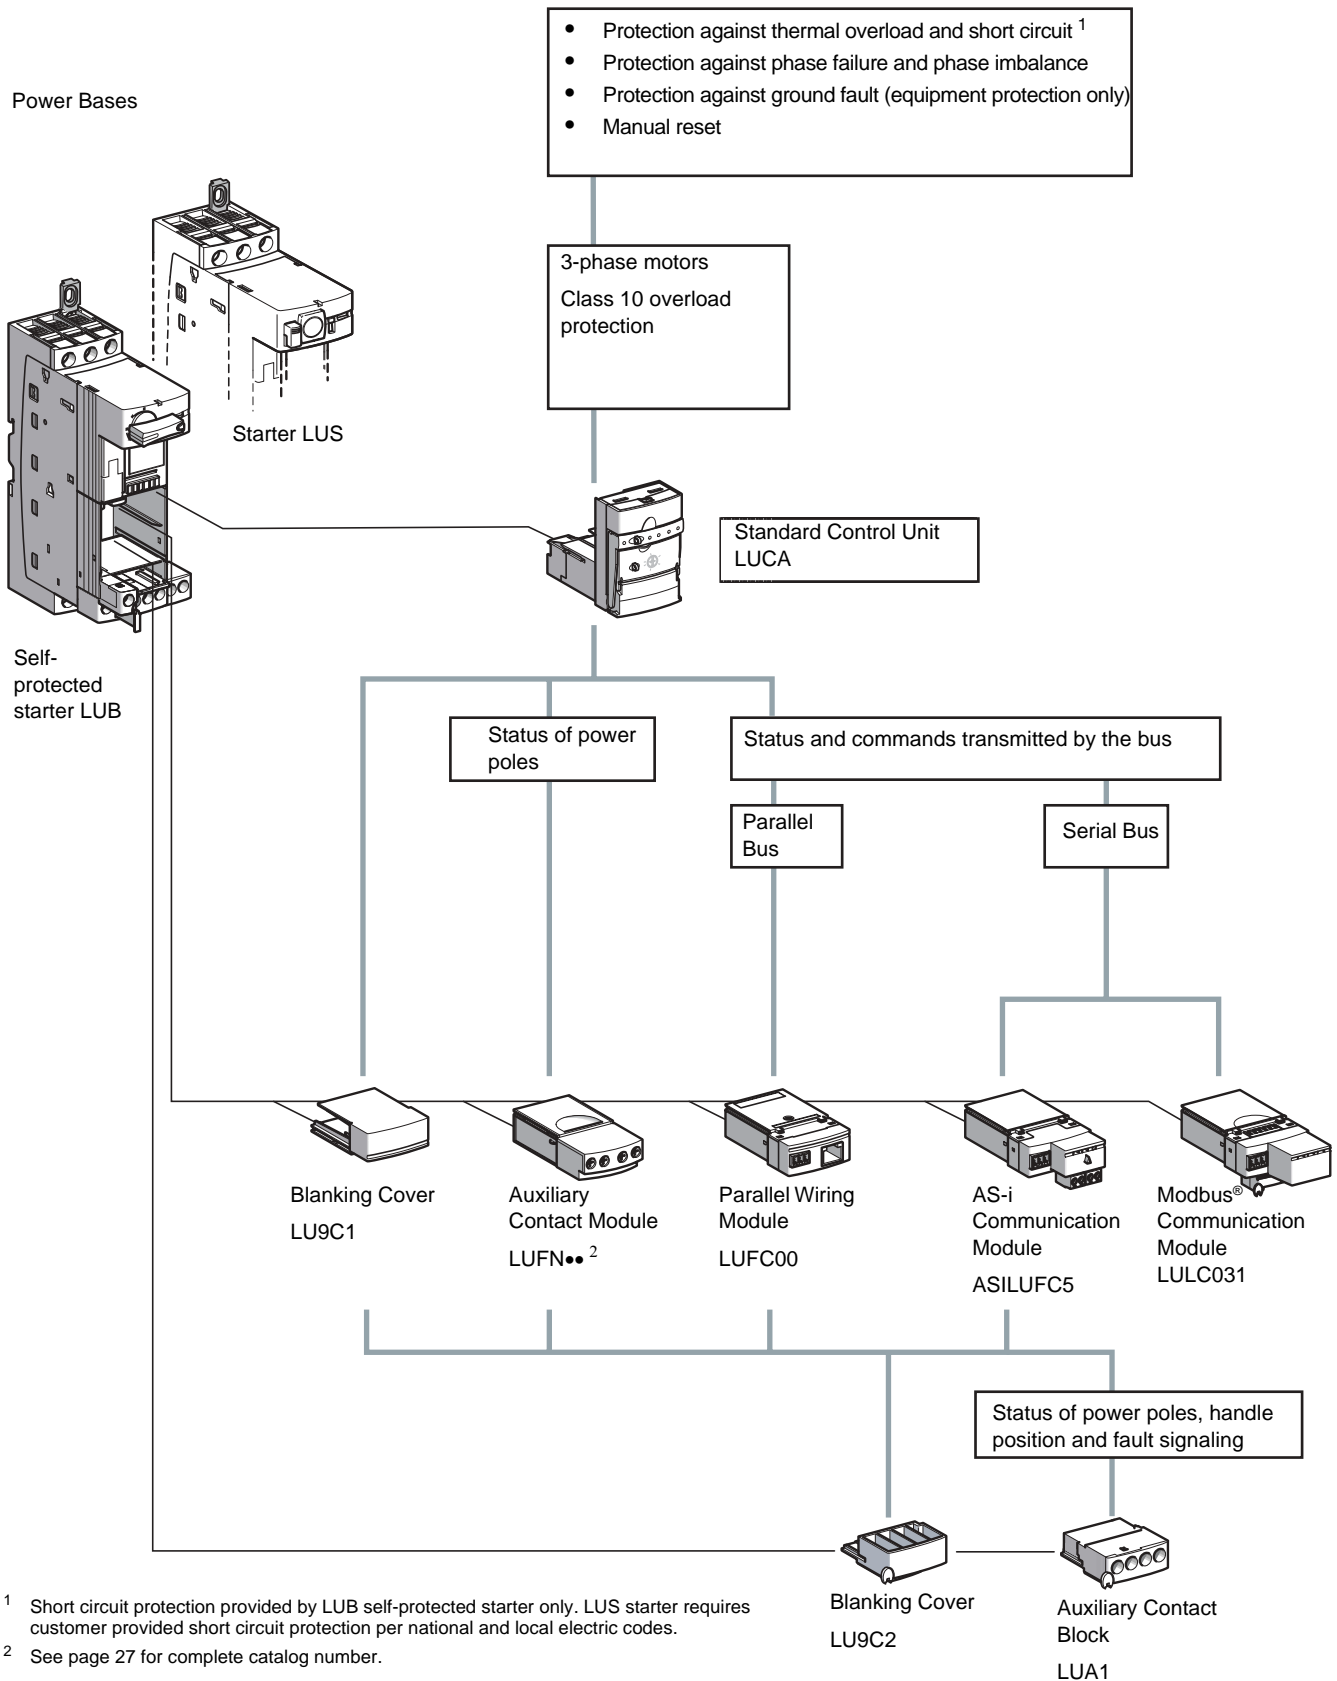 • Protection against thermal overload and short circuit 1
• Protection against phase failure and phase imbalance
• Protection against ground fault (equipment protection only)
• Manual reset
Power Bases
3-phase motors
Class 10 overload
protection
Starter LUS
Standard Control Unit
LUCA
Self-
protected
starter LUB
Status of power
poles
Status and commands transmitted by the bus
Parallel
Bus
Serial Bus
Blanking Cover
LU9C1
Auxiliary
Contact Module
LUFN•• 2
Parallel Wiring
Module
LUFC00
AS-i
Communication
Module
ASILUFC5
Modbus®
Communication
Module
LULC031
Status of power poles, handle
position and fault signaling
Blanking Cover
LU9C2
Auxiliary Contact
Block
LUA1
1 Short circuit protection provided by LUB self-protected starter only. LUS starter requires
customer provided short circuit protection per national and local electric codes.
2 See page 27 for complete catalog number.